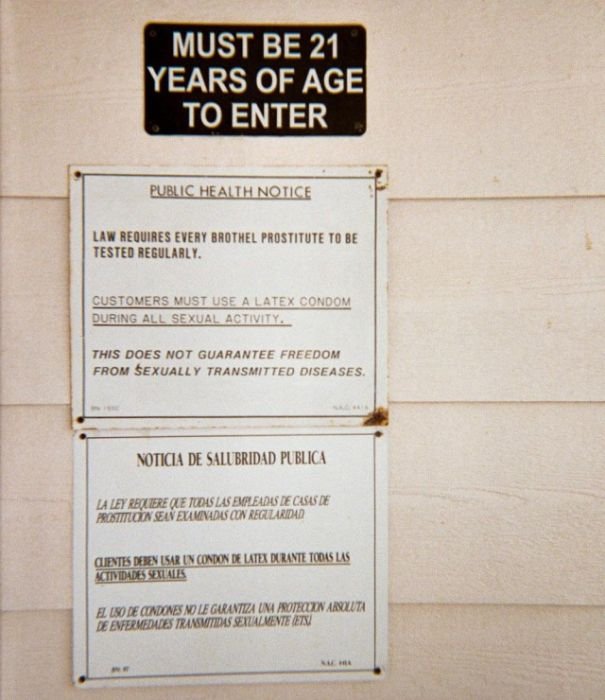 MUST BE 21
YEARS OF AGE
TO ENTER
PUBLIC HEALTH NOTICE
LAW REQUIRES EVERY BROTHEL PROSTITUTE TO BE
TESTED REGULARLY.
CUSTOMERS MUST USE A LATEX CONDOM
DURING ALL SEXUAL ACTIVITY.
THIS DOES NOT GUARANTEE FREEDOM
FROM SEXUALLY TRANSMITTED DISEASES.
N.A.C.
NOTICIA DE SALUBRIDAD PUBLICA
LA LEY REQUIERE QUE TODAS LAS EMPLEADAS DE CASAS DE
PROSTITUCION SEAN EXAMINADAS CON REGULARIDAD.
CLIENTES DEBEN USAR UN CONDON DE LATEX DURANTE TODAS LAS
ACTIVIDADES SEXUALES.
EL USO DE CONDONES NO LE GARANTIZA UNA PROTECCION ABSOLUTA
DE ENFERMEDADES TRANSMITIDAS SEXUALMENTE (ETS)
N.A.C.